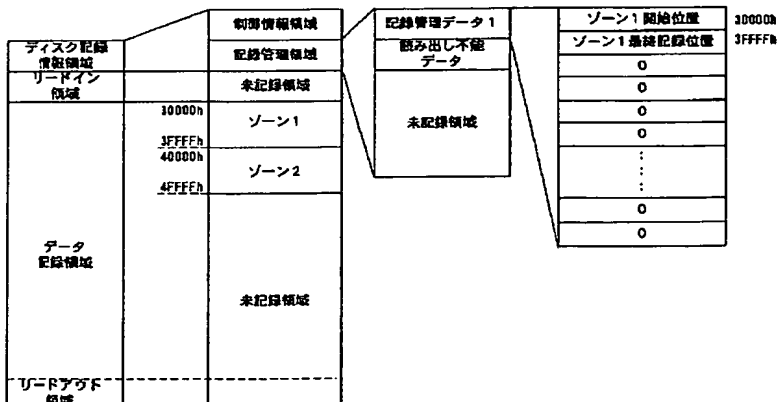 ディスク記録
情報領域
リードイン
領域
データ
記録領域
リードアウト
領域
制御情報領域
記録管理領域
未記録領域
30000h
ゾーン1
3FFFFh
40000h
ゾーン2
4FFFFh
未記録領域
記録管理データ1
読み出し不能
データ
未記録領域
ゾーン1開始位置
30000h
ゾーン1最終記録位置
3FFFFh
0
0
0
0
⋮
0
0